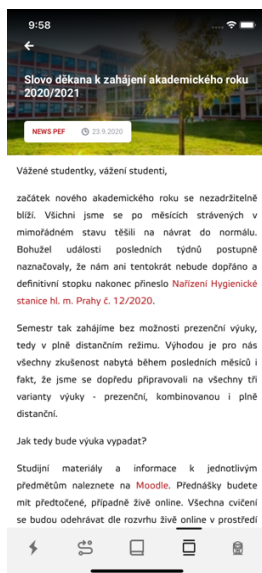 9:58
Slovo děkana k zahájení akademického roku
2020/2021
NEWS PEF
23.9.2020
Vážené studentky, vážení studenti,
začátek nového akademického roku se nezadržitelně
blíží. Všichni jsme se po měsících strávených v
mimořádném stavu těšili na návrat do normálu.
Bohužel události posledních týdnů postupně
naznačovaly, že nám ani tentokrát nebude dopřáno a
definitivní stopku nakonec přineslo Nařízení Hygienické
stanice hl. m. Prahy č. 12/2020.
Semestr tak zahájíme bez možnosti prezenční výuky,
tedy v plně distančním režimu. Výhodou je pro nás
všechny zkušenost nabytá během posledních měsíců i
fakt, že jsme se dopředu připravovali na všechny tři
varianty výuky - prezenční, kombinovanou i plně
distanční.
Jak tedy bude výuka vypadat?
Studijní materiály a informace k jednotlivým
předmětům naleznete na Moodle. Přednášky budete
mít předtočené, případně živě online. Všechna cvičení
se budou odehrávat dle rozvrhu živě online v prostředí